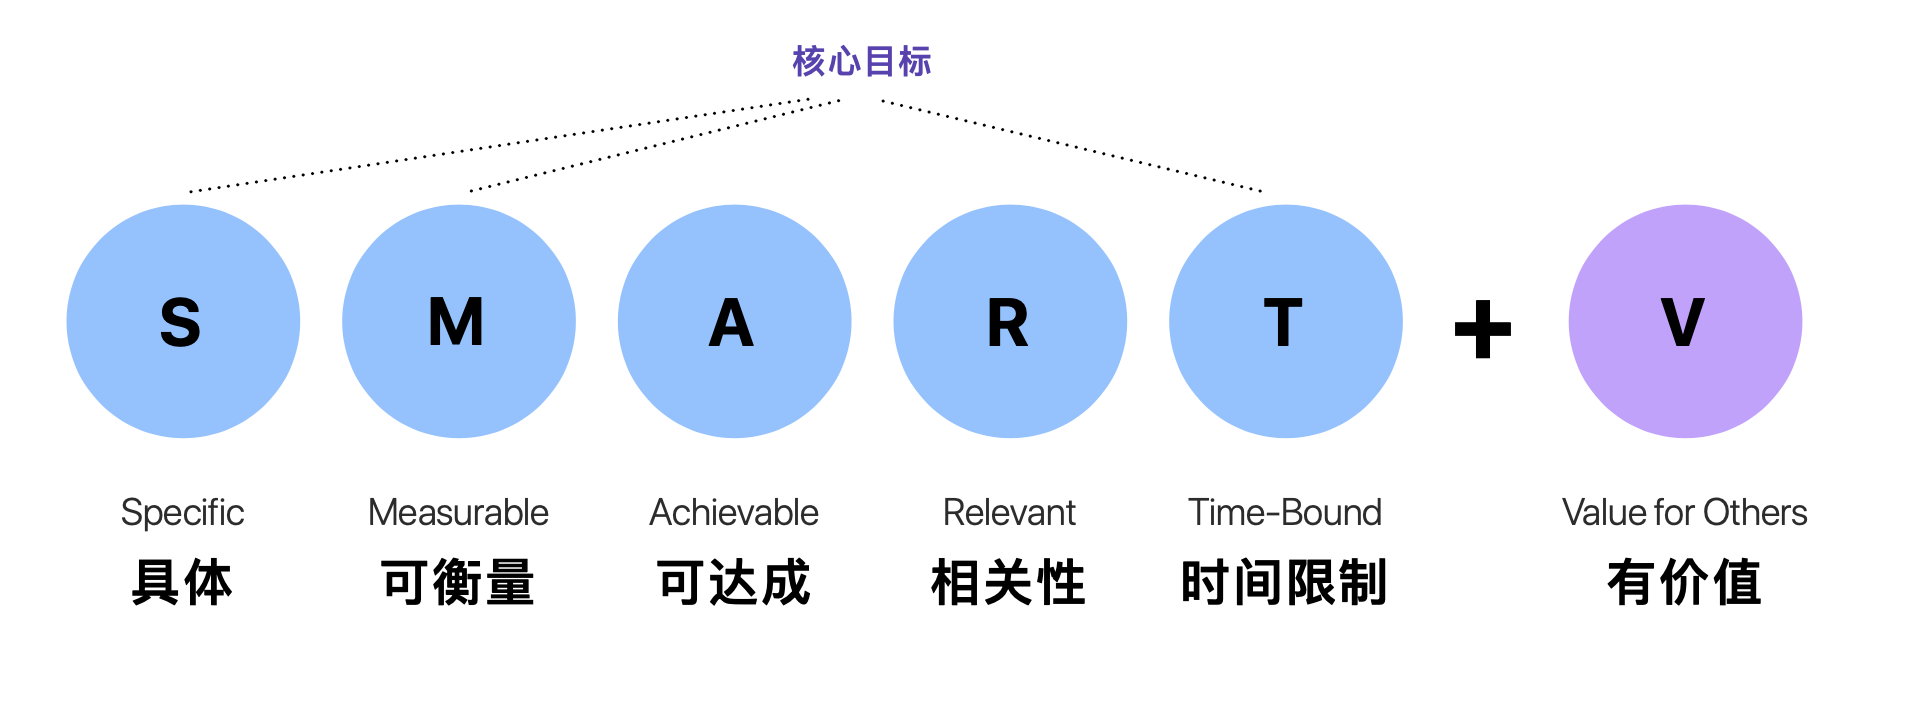 核心目标
S
M
A
R
T
+
V
Specific
Measurable
Achievable
Relevant
Time-Bound
Value for Others
具体
可衡量
可达成
相关性
时间限制
有价值